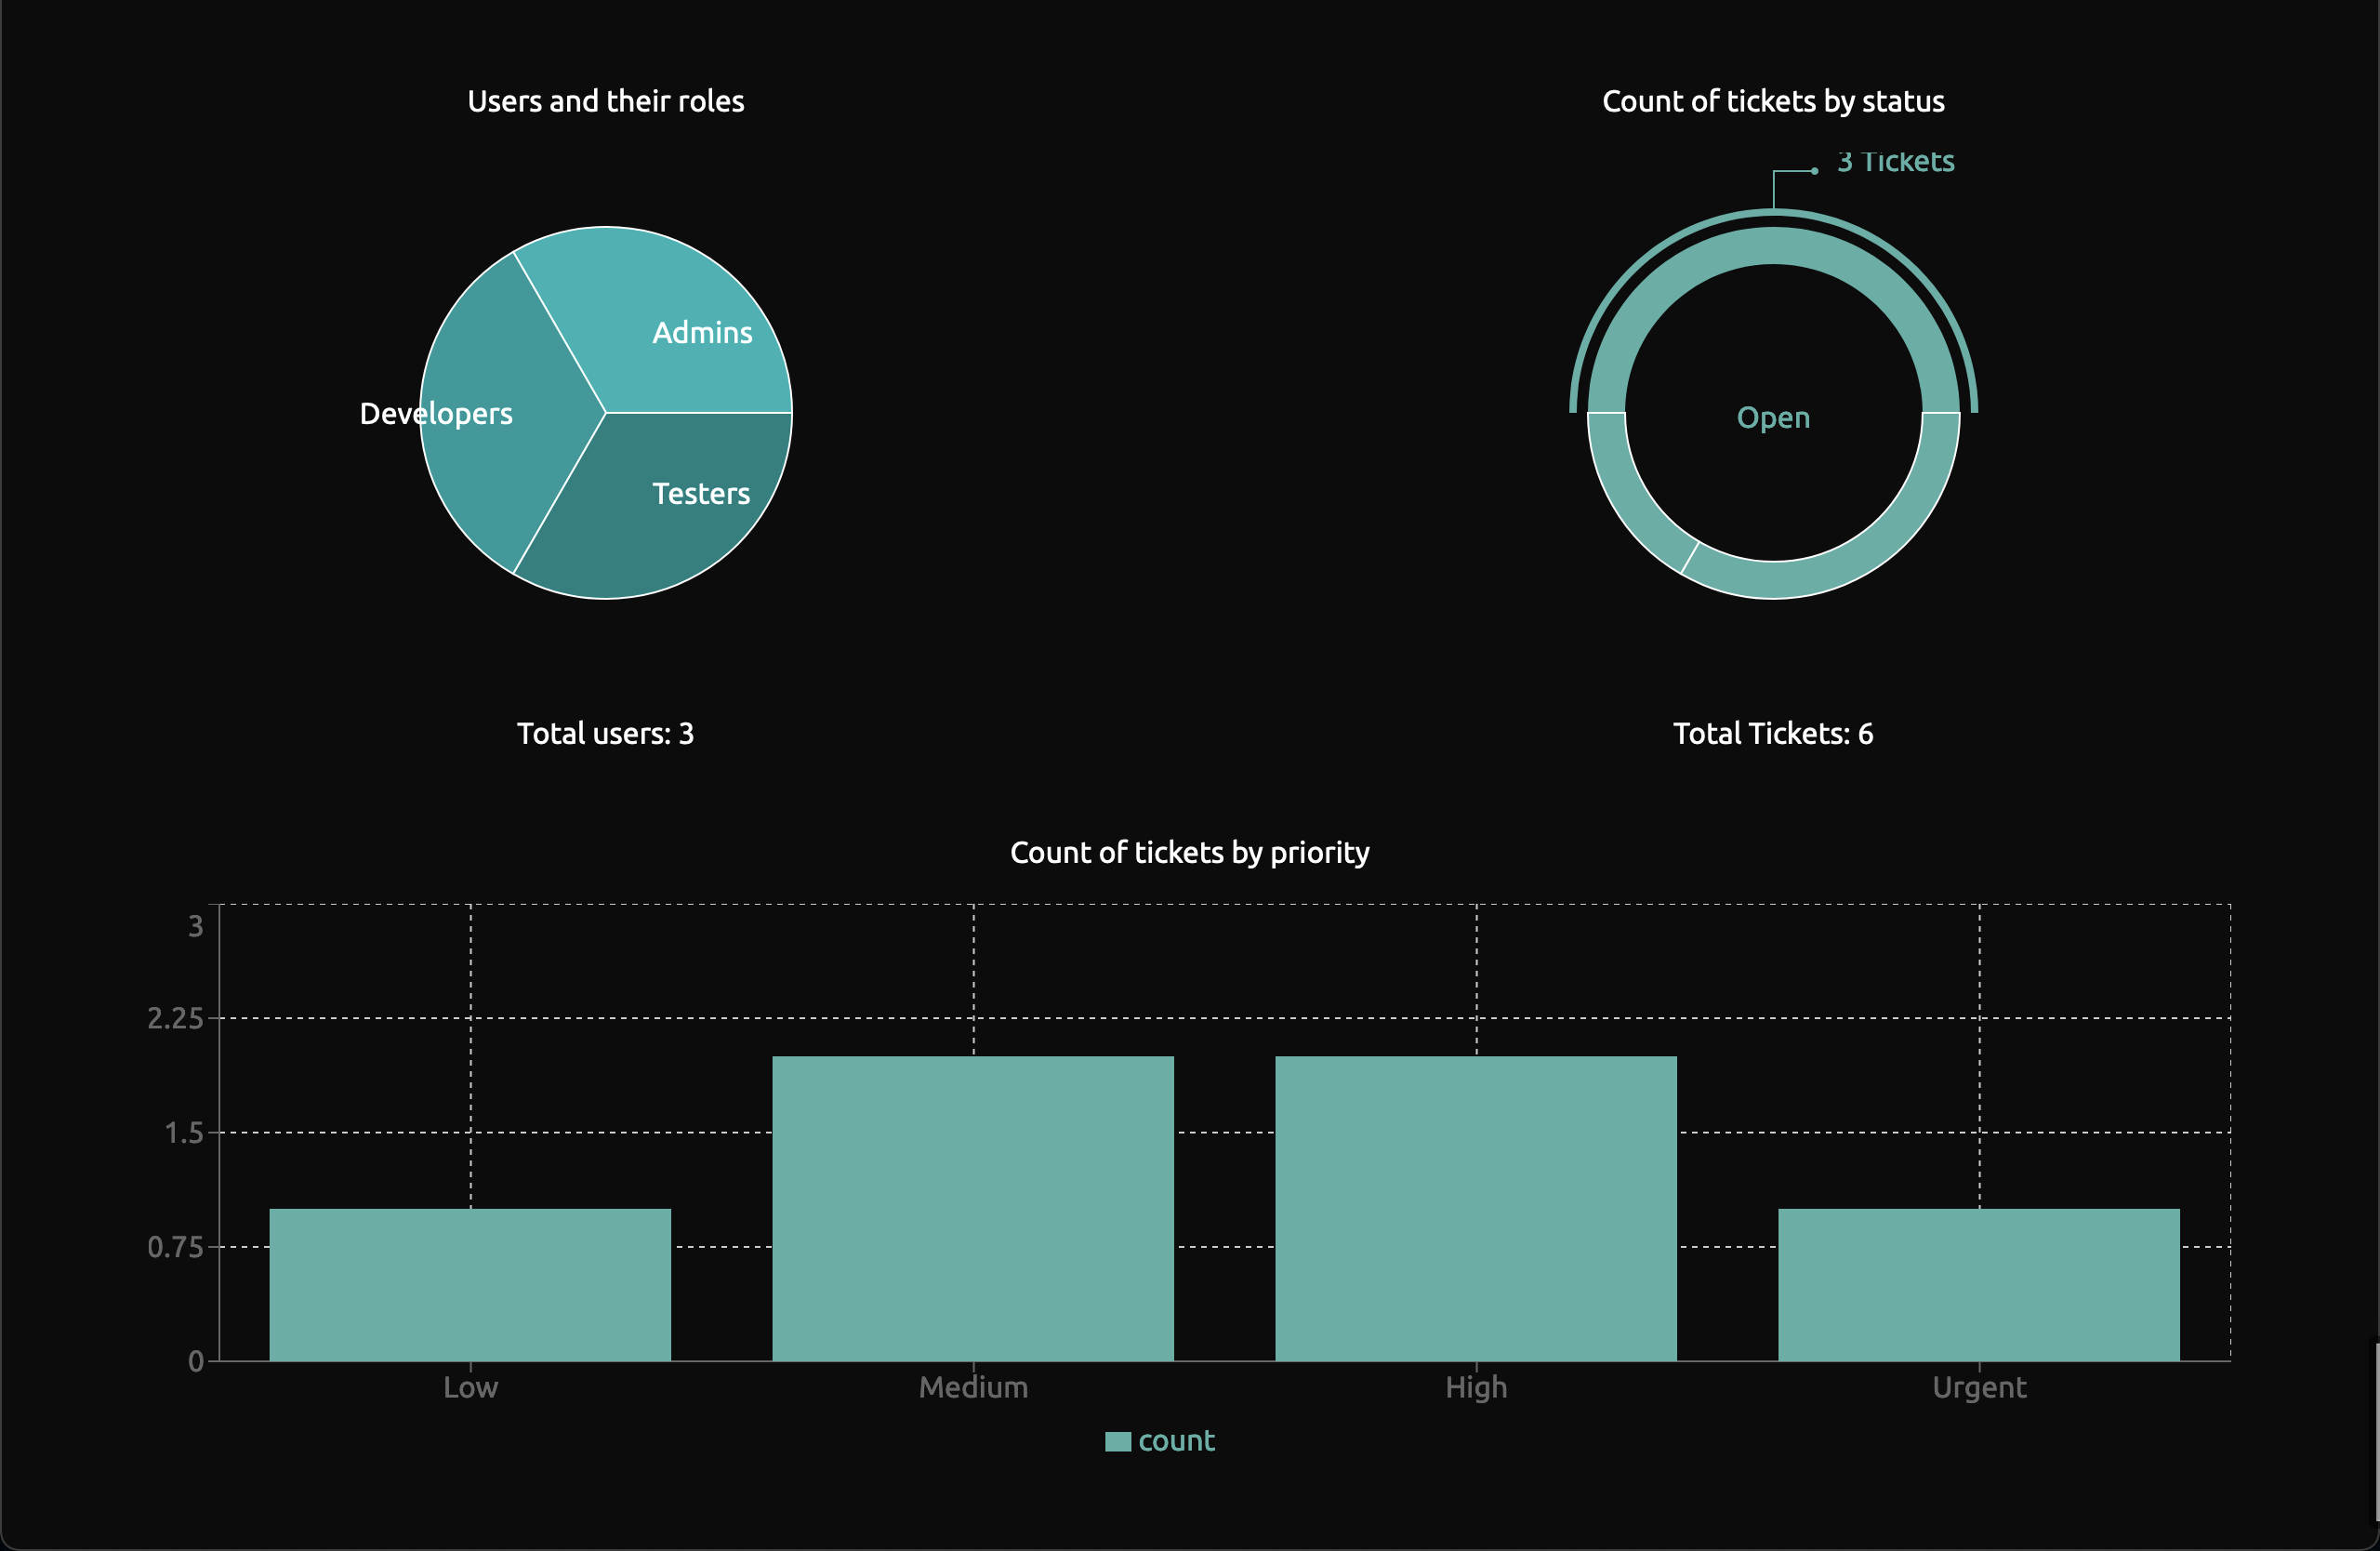 Users and their roles
Count of tickets by status
3 Tickets
Admins
Developers
Testers
Open
Total users: 3
Total Tickets: 6
Count of tickets by priority
3
2.25
1.5
0.75
0
Low Medium High Urgent
count